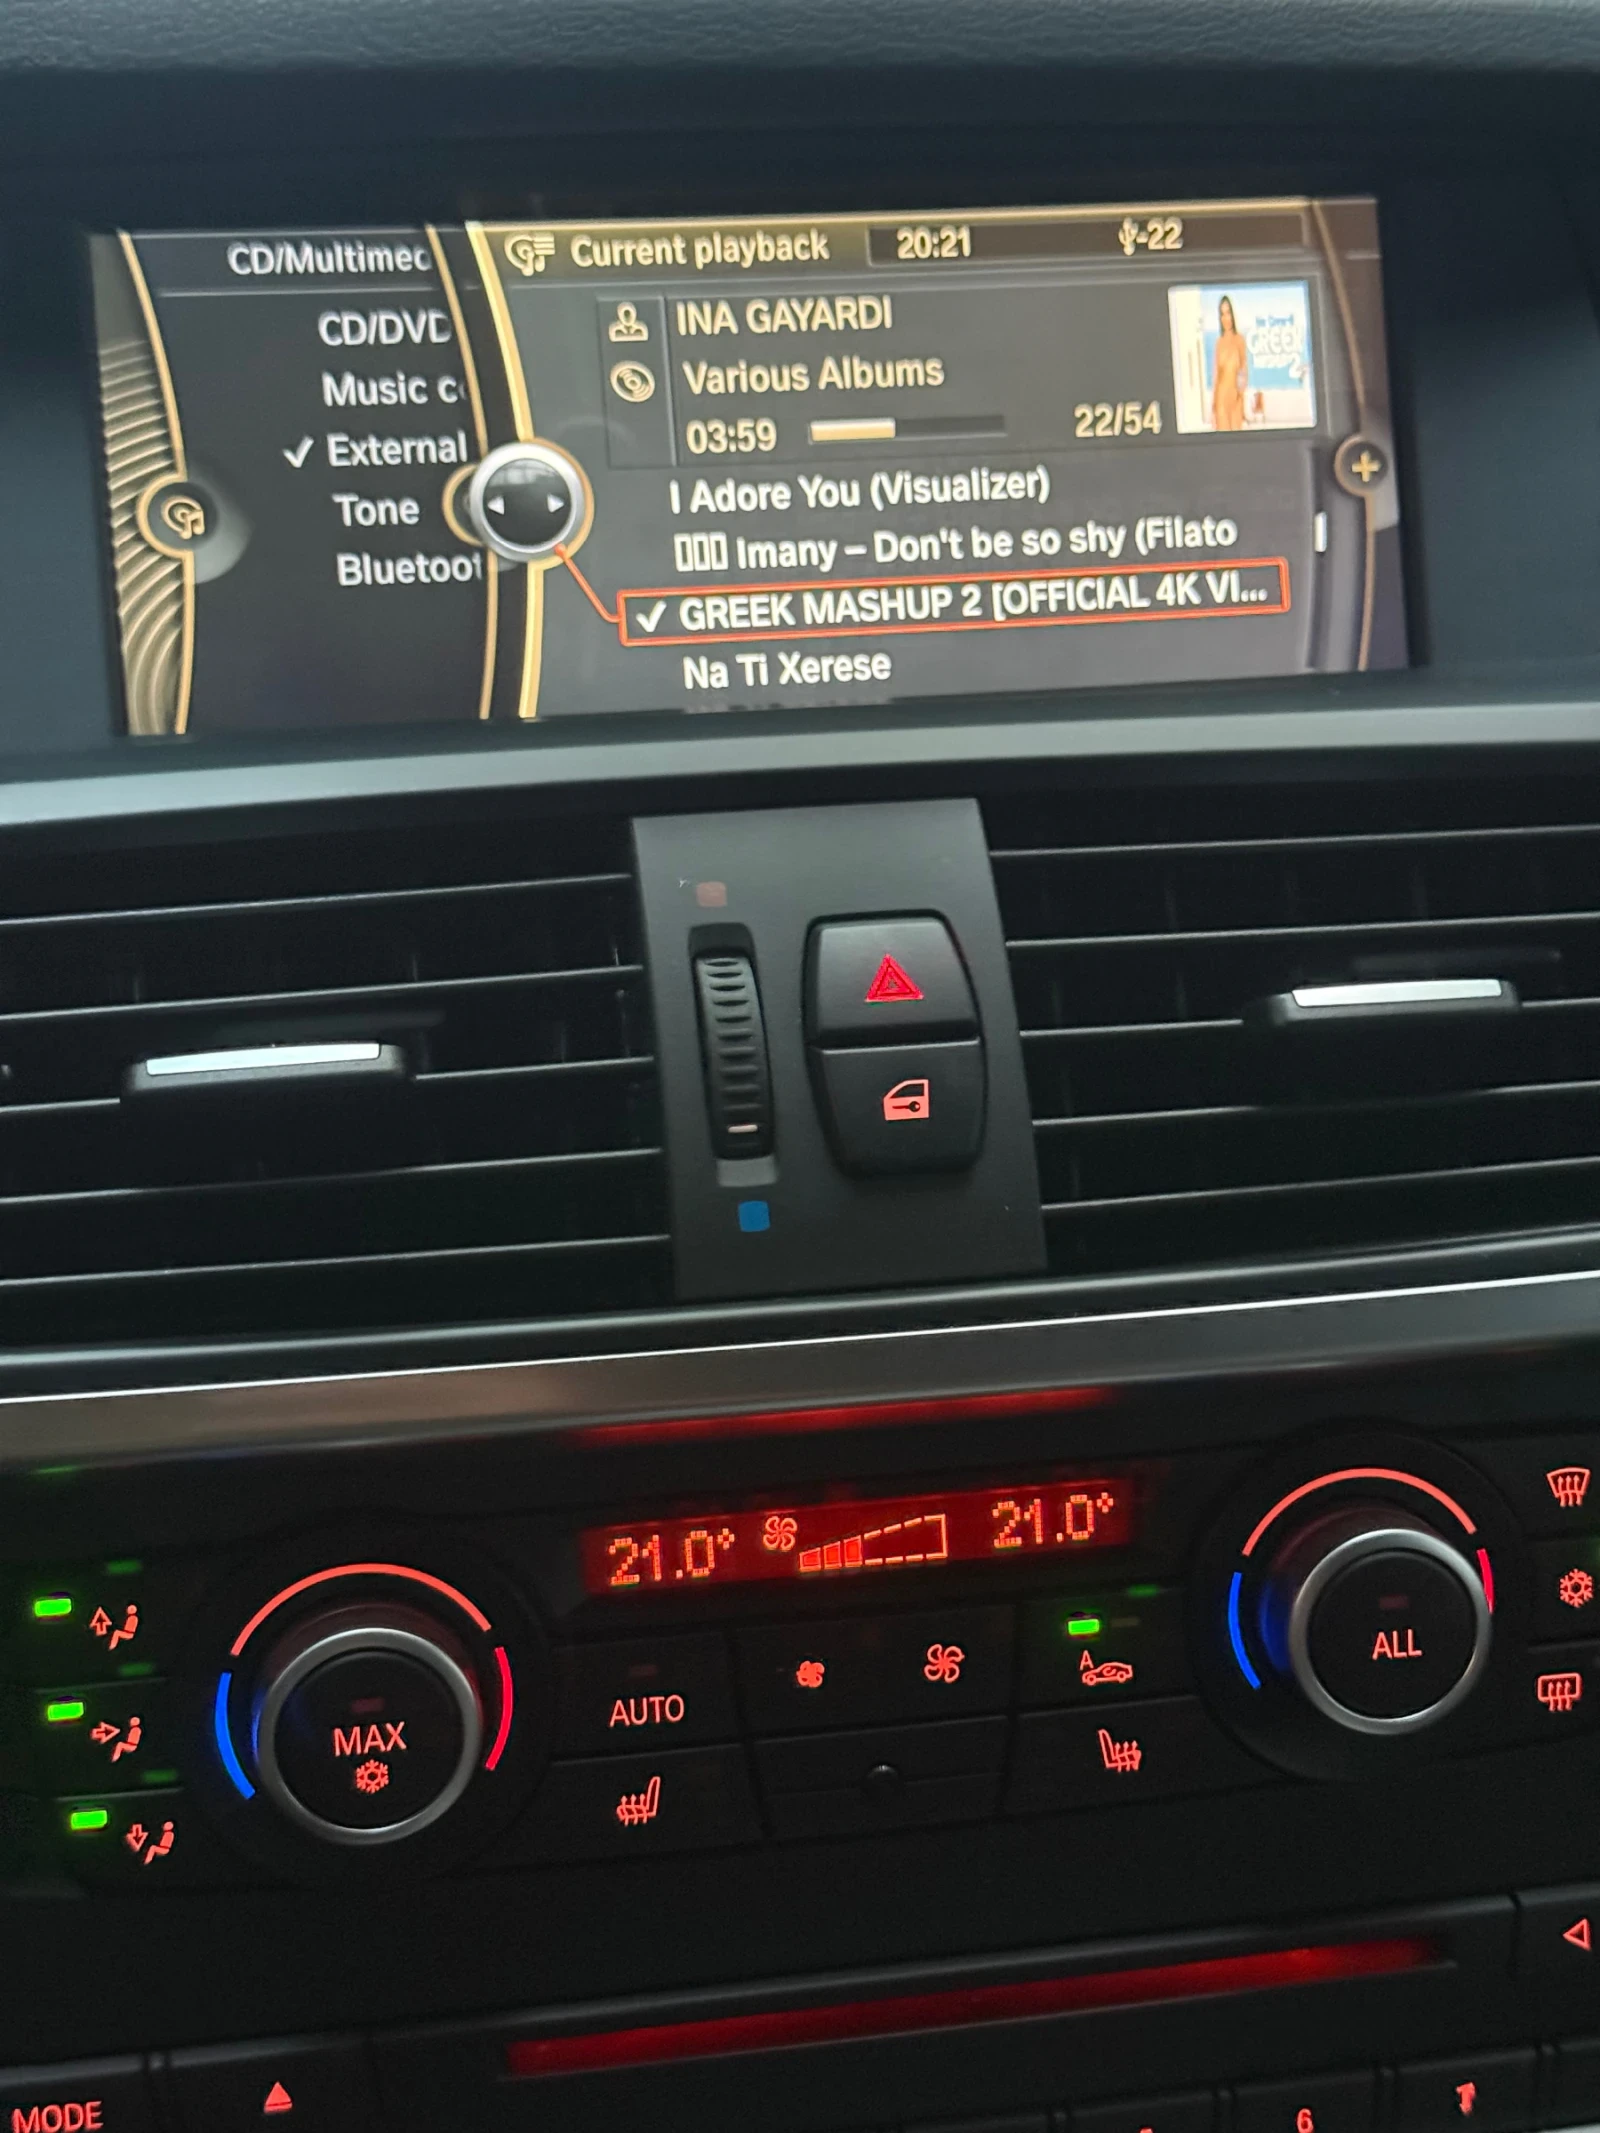 CD/Multimec
Current playback
20:21
-22
CD/DVD
Music c
✓ External
Tone
Bluetoot
INA GAYARDI
Various Albums
03:59
22/54
GREEK
I Adore You (Visualizer)
▯▯▯ Imany – Don't be so shy (Filato
✓ GREEK MASHUP 2 [OFFICIAL 4K VI...
Na Ti Xerese
21.0°
21.0°
MAX
AUTO
A
ALL
MODE
6